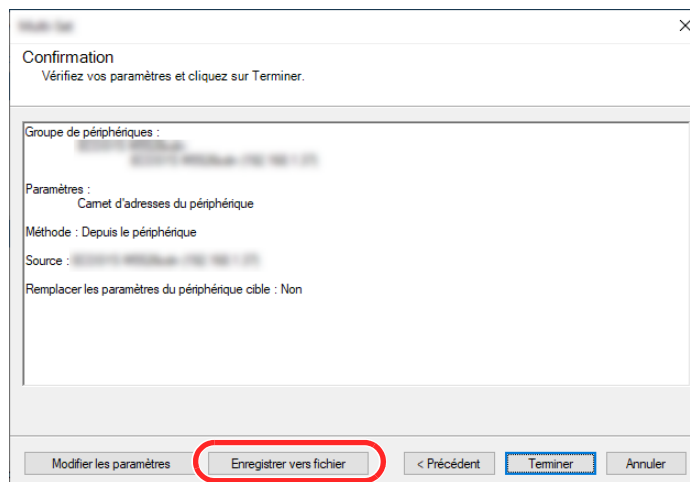 Confirmation
Vérifiez vos paramètres et cliquez sur Terminer.
Groupe de périphériques :
Paramètres :
Carnet d'adresses du périphérique
Méthode : Depuis le périphérique
Source :
Remplacer les paramètres du périphérique cible : Non
Modifier les paramètres
Enregistrer vers fichier
< Précédent
Terminer
Annuler